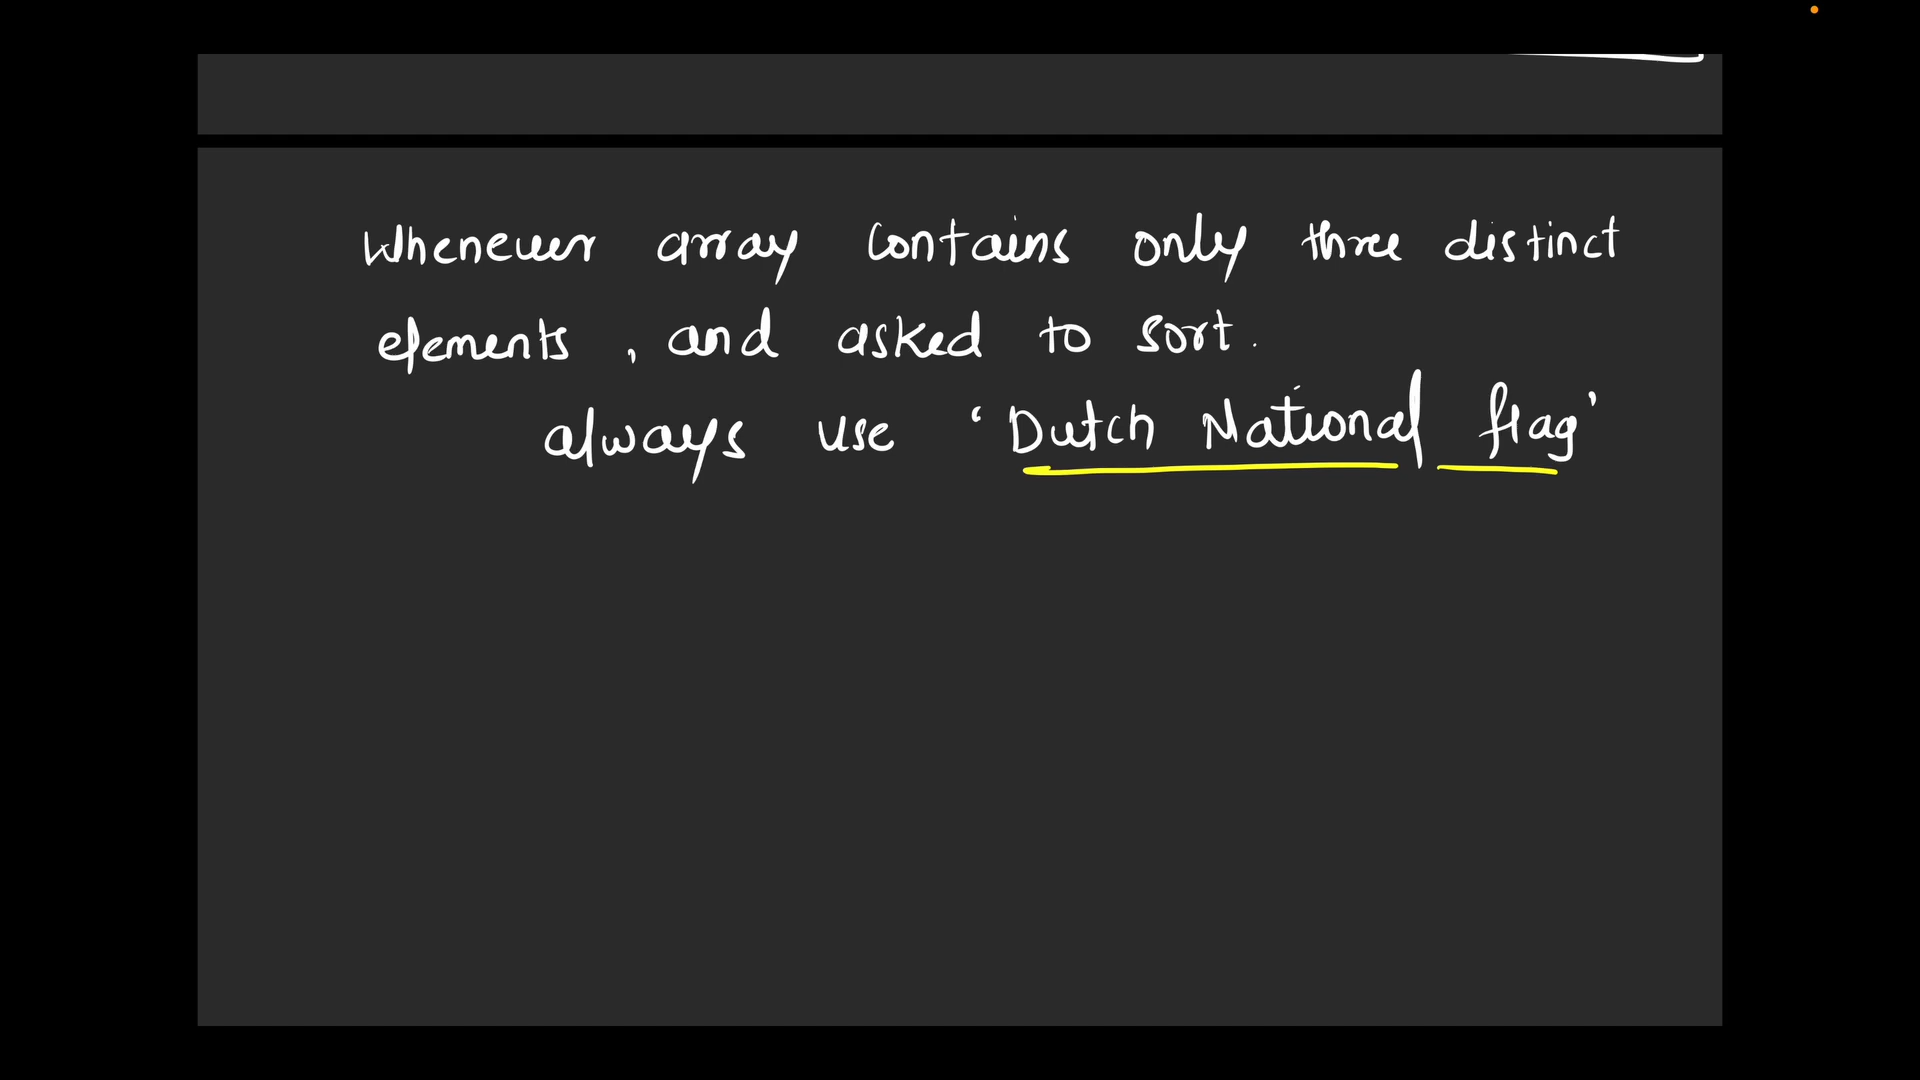 Whenever array contains only three distinct
elements, and asked to sort.
always use 'Dutch National flag'